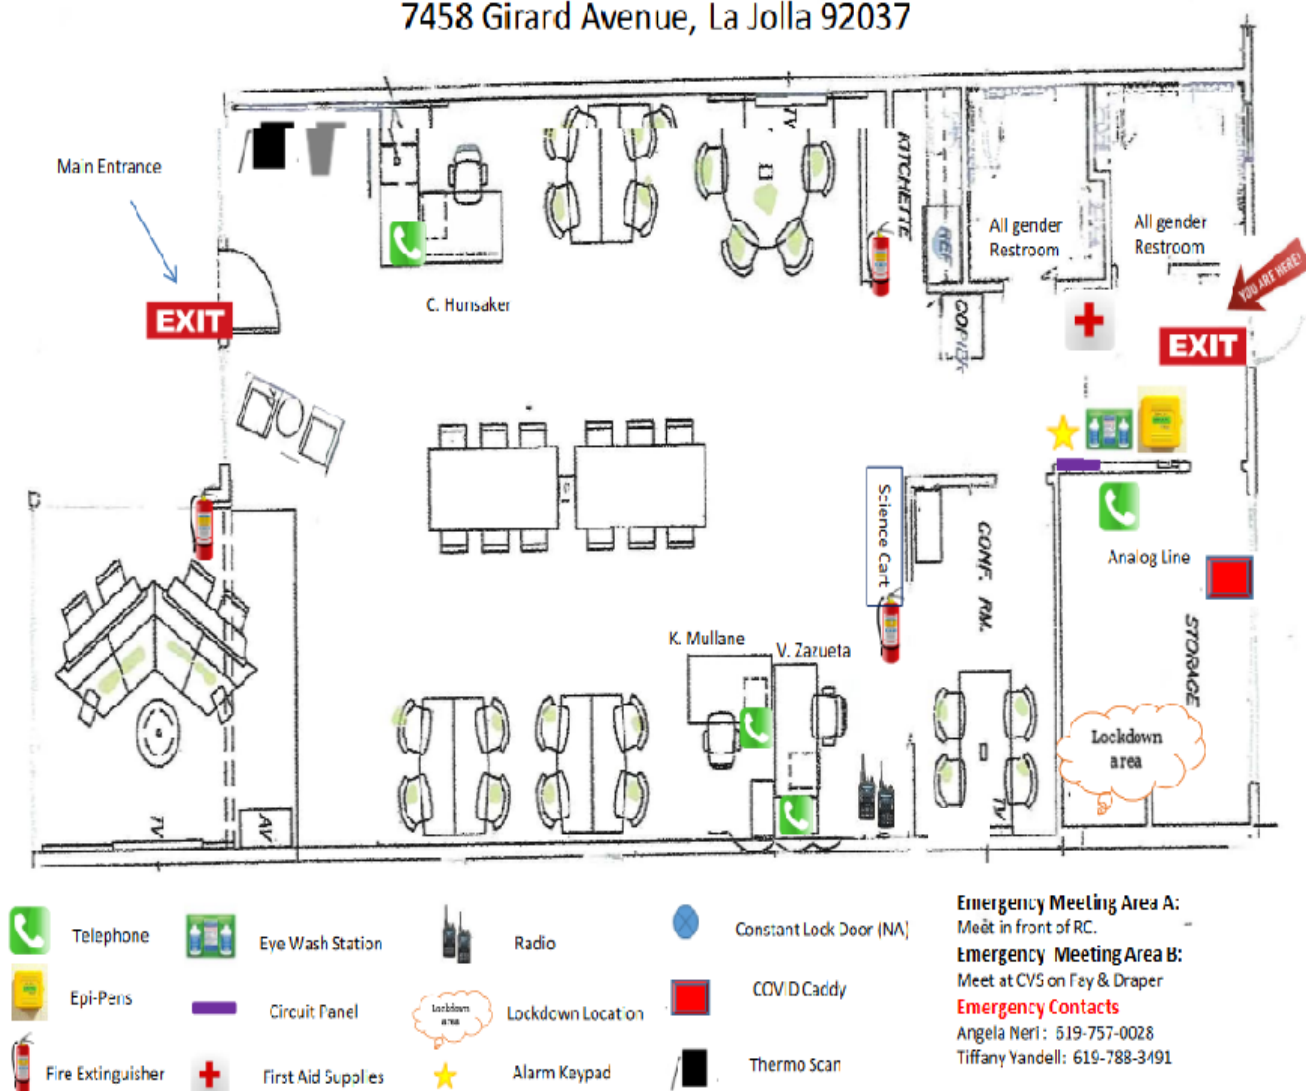 7458 Girard Avenue, La Jolla 92037
Main Entrance
EXIT
C. Hunsaker
TV
KITCHETTE
REF
COPIER
All gender
Restroom
All gender
Restroom
YOU ARE HERE!
EXIT
Science Cart
CONF. RM.
Analog Line
STORAGE
K. Mullane
V. Zazueta
Lockdown
area
TV
AV
TV
Telephone
Eye Wash Station
Radio
Constant Lock Door (NA)
Epi-Pens
Circuit Panel
Lockdown
area
Lockdown Location
COVID Caddy
Fire Extinguisher
First Aid Supplies
Alarm Keypad
Thermo Scan
Emergency Meeting Area A:
Meet in front of RC.
Emergency Meeting Area B:
Meet at CVS on Fay & Draper
Emergency Contacts
Angela Neri : 619-757-0028
Tiffany Yandell: 619-788-3491